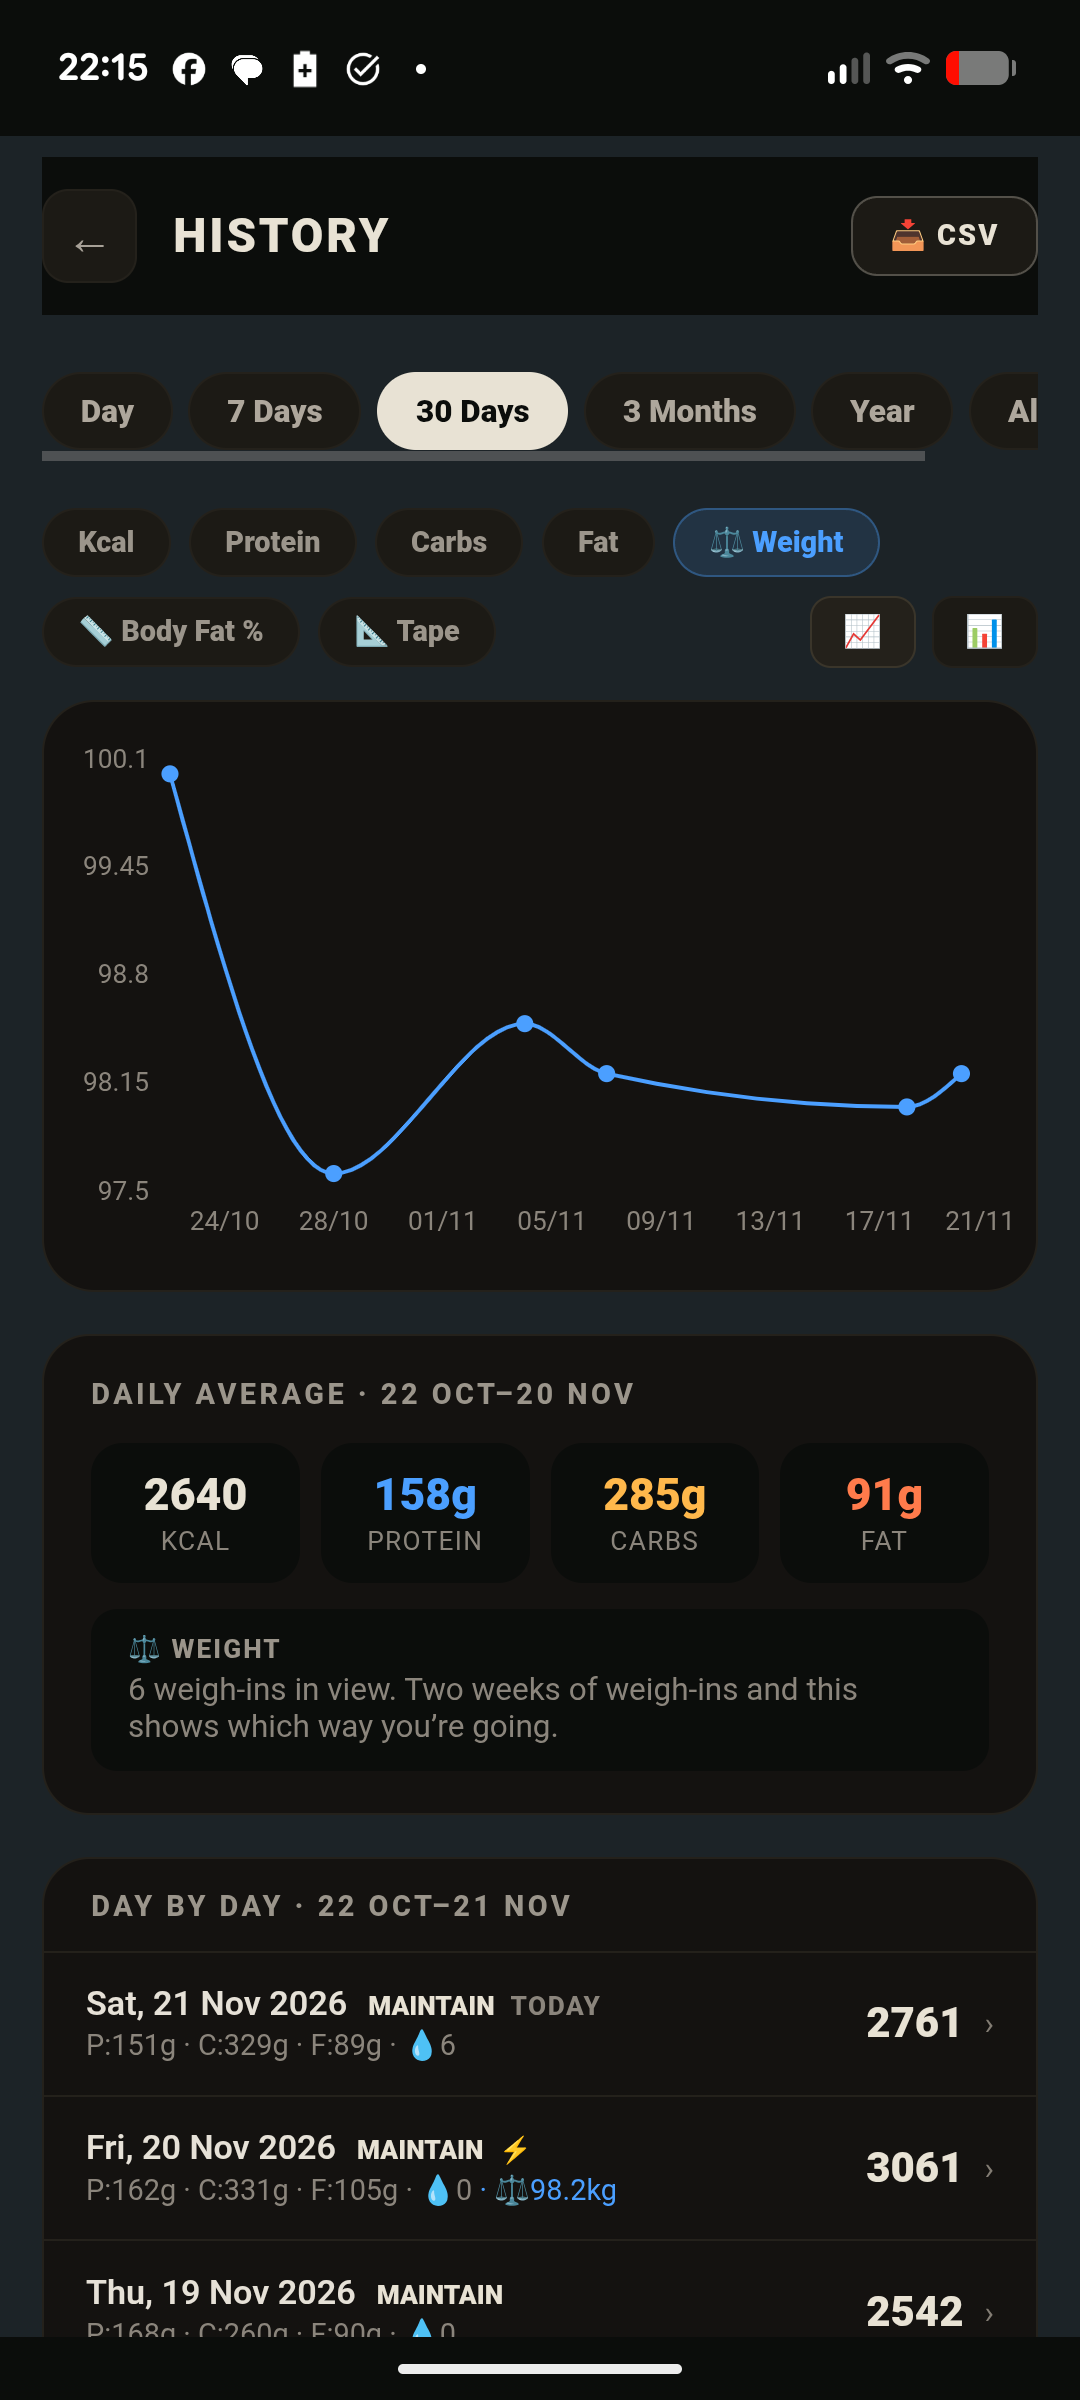 22:15
← HISTORY 📥 CSV
Day 7 Days 30 Days 3 Months Year Al
Kcal Protein Carbs Fat ⚖️ Weight
📏 Body Fat % 📐 Tape 📈 📊
100.1
99.45
98.8
98.15
97.5
24/10 28/10 01/11 05/11 09/11 13/11 17/11 21/11
DAILY AVERAGE · 22 OCT–20 NOV
2640 158g 285g 91g
KCAL PROTEIN CARBS FAT
⚖️ WEIGHT
6 weigh-ins in view. Two weeks of weigh-ins and this
shows which way you're going.
DAY BY DAY · 22 OCT–21 NOV
Sat, 21 Nov 2026 MAINTAIN TODAY 2761 ›
P:151g · C:329g · F:89g · 💧6
Fri, 20 Nov 2026 MAINTAIN ⚡ 3061 ›
P:162g · C:331g · F:105g · 💧0 · ⚖️98.2kg
Thu, 19 Nov 2026 MAINTAIN 2542 ›
P:168g · C:260g · F:90g · 💧0